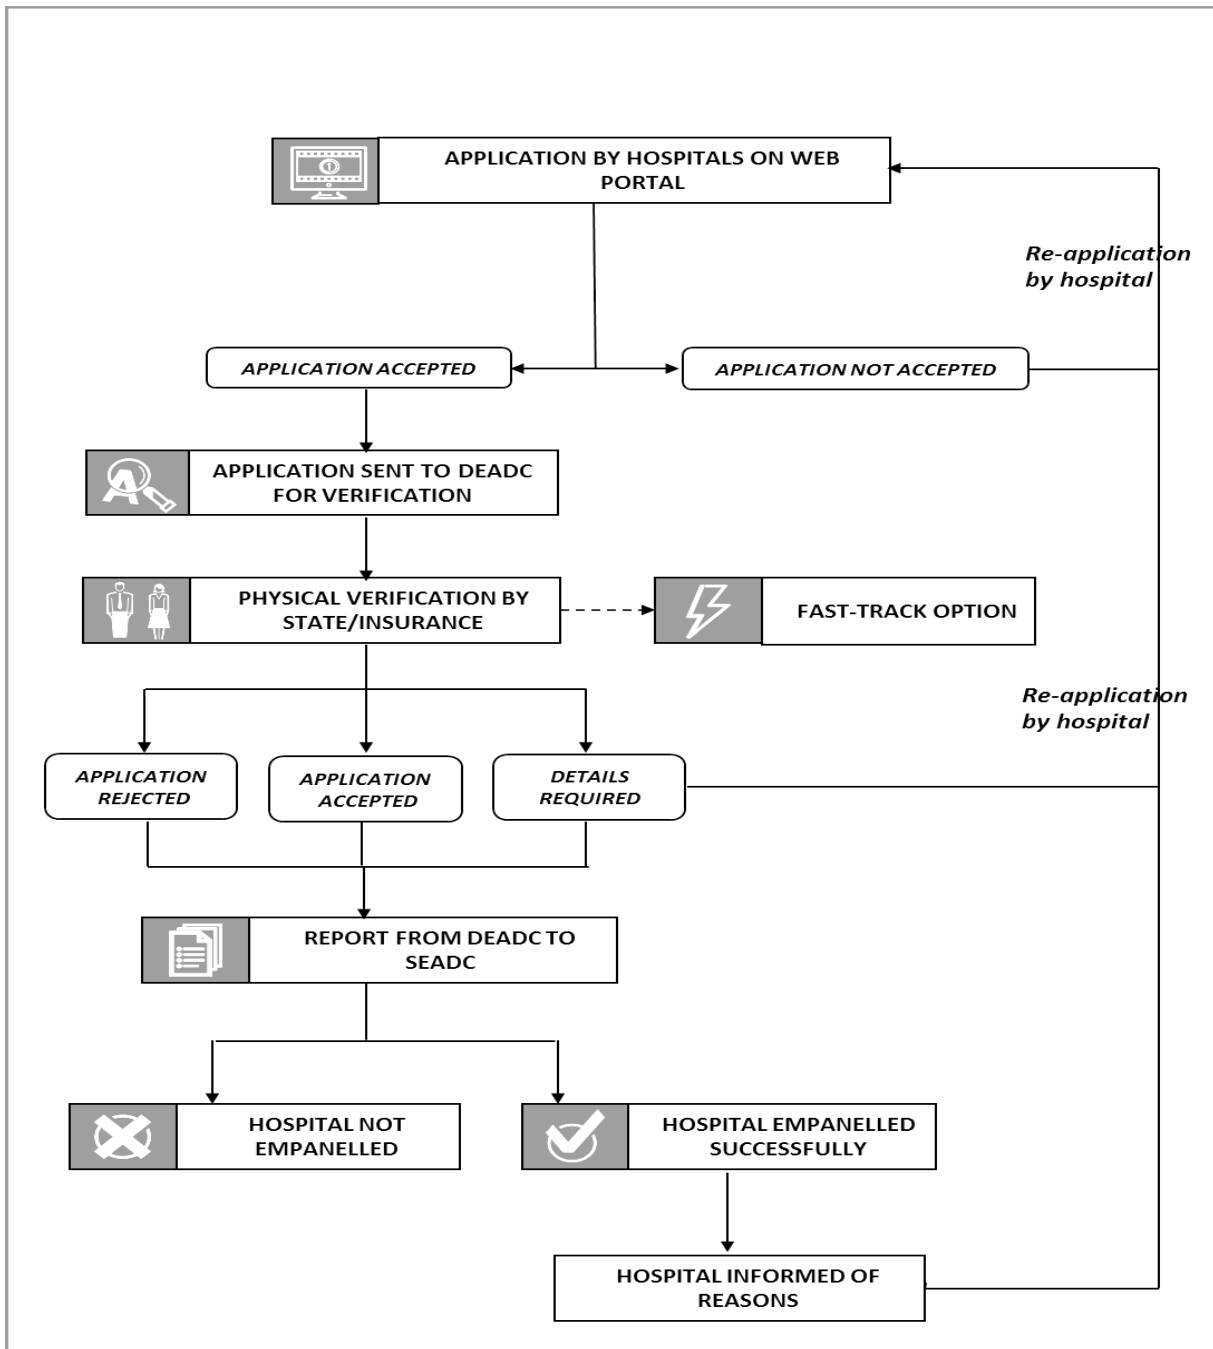 1
APPLICATION BY HOSPITALS ON WEB
PORTAL
Re-application
by hospital
APPLICATION ACCEPTED
APPLICATION NOT ACCEPTED
A
APPLICATION SENT TO DEADC
FOR VERIFICATION
PHYSICAL VERIFICATION BY
STATE/INSURANCE
FAST-TRACK OPTION
Re-application
by hospital
APPLICATION
REJECTED
APPLICATION
ACCEPTED
DETAILS
REQUIRED
REPORT FROM DEADC TO
SEADC
HOSPITAL NOT
EMPANELLED
HOSPITAL EMPANELLED
SUCCESSFULLY
HOSPITAL INFORMED OF
REASONS